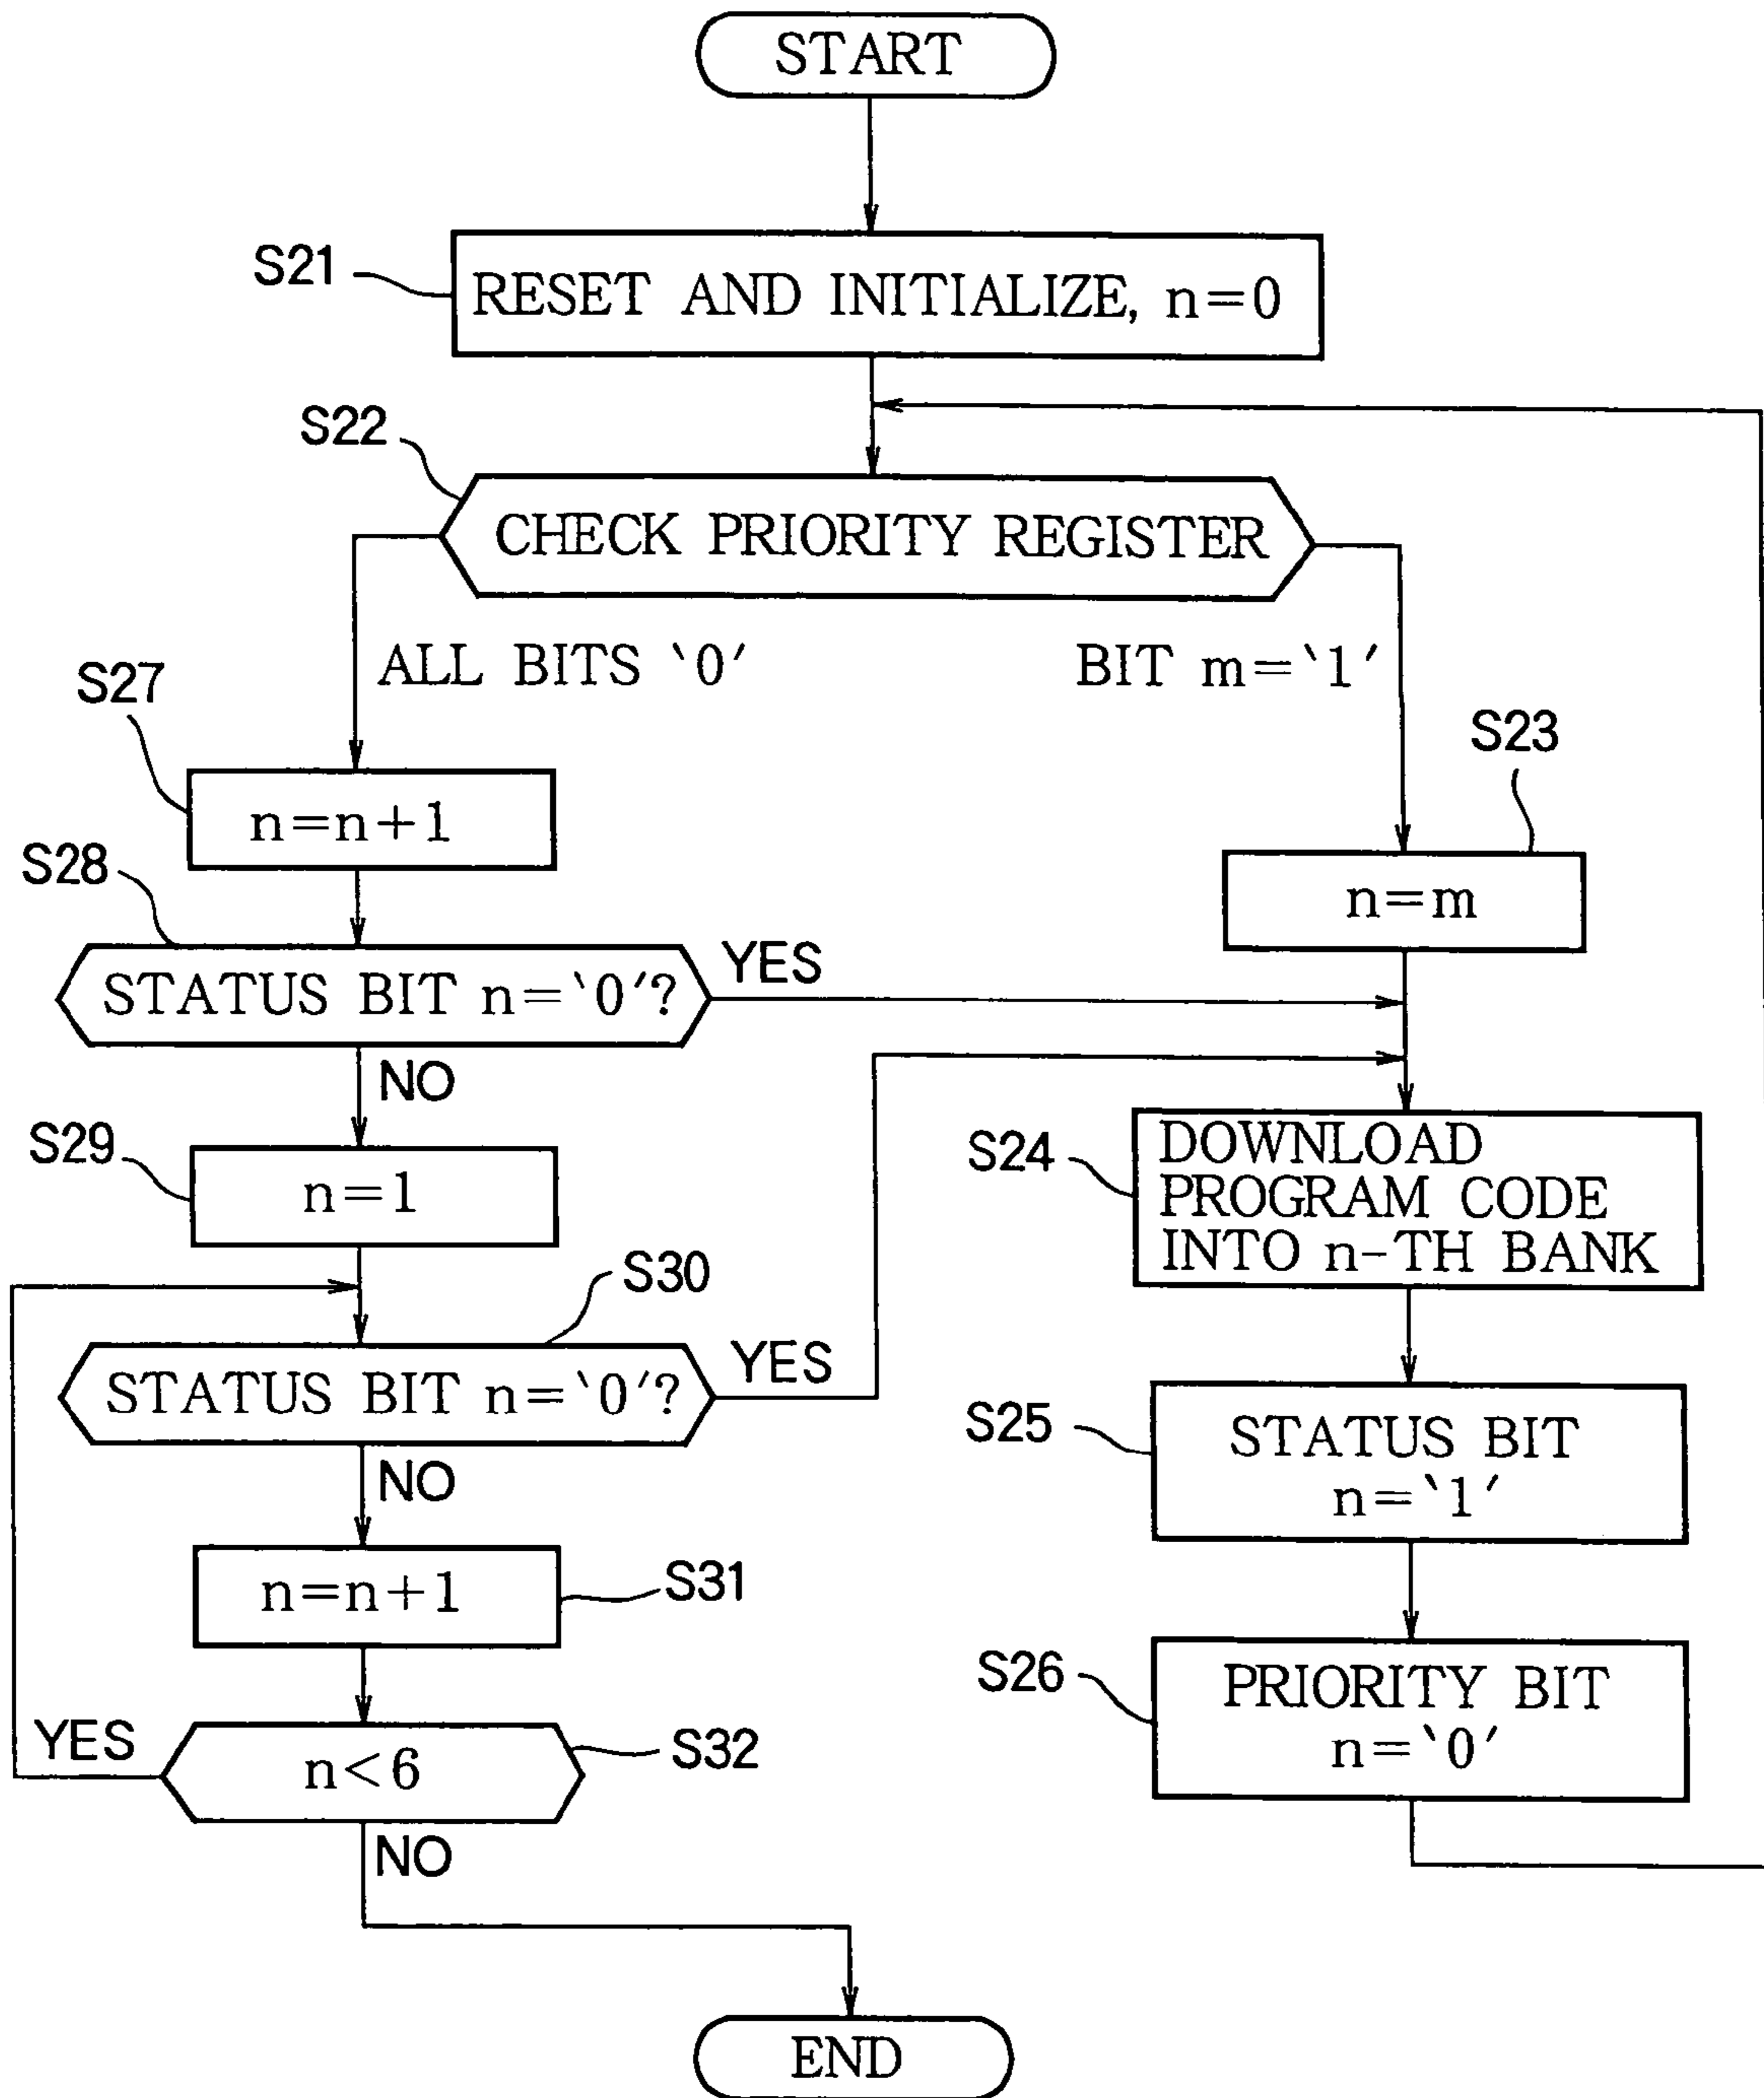 START
S21
RESET AND INITIALIZE, n=0
S22
CHECK PRIORITY REGISTER
ALL BITS `0′
BIT m=`1′
S27
S23
n=n+1
n=m
S28
STATUS BIT n=`0′?
YES
NO
S29
n=1
S24
DOWNLOAD
PROGRAM CODE
INTO n-TH BANK
S30
STATUS BIT n=`0′?
YES
NO
S25
STATUS BIT
n=`1′
n=n+1
S31
S26
PRIORITY BIT
n=`0′
YES
n<6
S32
NO
END